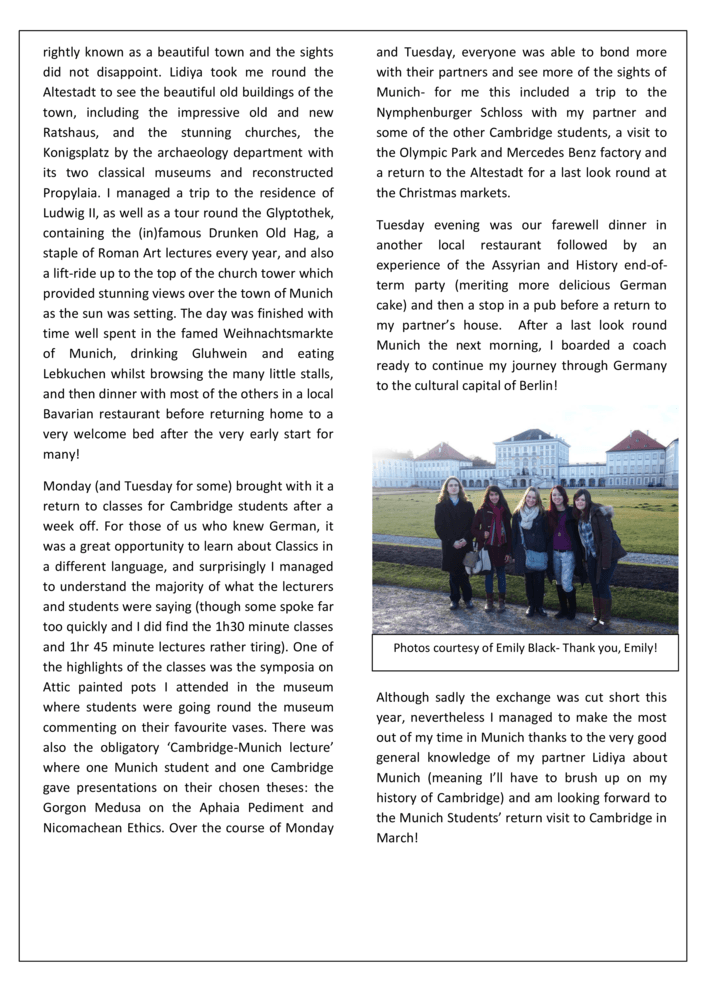 rightly known as a beautiful town and the sights
did not disappoint. Lidiya took me round the
Altestadt to see the beautiful old buildings of the
town, including the impressive old and new
Ratshaus, and the stunning churches, the
Konigsplatz by the archaeology department with
its two classical museums and reconstructed
Propylaia. I managed a trip to the residence of
Ludwig II, as well as a tour round the Glyptothek,
containing the (in)famous Drunken Old Hag, a
staple of Roman Art lectures every year, and also
a lift-ride up to the top of the church tower which
provided stunning views over the town of Munich
as the sun was setting. The day was finished with
time well spent in the famed Weihnachtsmarkte
of Munich, drinking Gluhwein and eating
Lebkuchen whilst browsing the many little stalls,
and then dinner with most of the others in a local
Bavarian restaurant before returning home to a
very welcome bed after the very early start for
many!
Monday (and Tuesday for some) brought with it a
return to classes for Cambridge students after a
week off. For those of us who knew German, it
was a great opportunity to learn about Classics in
a different language, and surprisingly I managed
to understand the majority of what the lecturers
and students were saying (though some spoke far
too quickly and I did find the 1h30 minute classes
and 1hr 45 minute lectures rather tiring). One of
the highlights of the classes was the symposia on
Attic painted pots I attended in the museum
where students were going round the museum
commenting on their favourite vases. There was
also the obligatory ‘Cambridge-Munich lecture’
where one Munich student and one Cambridge
gave presentations on their chosen theses: the
Gorgon Medusa on the Aphaia Pediment and
Nicomachean Ethics. Over the course of Monday
and Tuesday, everyone was able to bond more
with their partners and see more of the sights of
Munich- for me this included a trip to the
Nymphenburger Schloss with my partner and
some of the other Cambridge students, a visit to
the Olympic Park and Mercedes Benz factory and
a return to the Altestadt for a last look round at
the Christmas markets.
Tuesday evening was our farewell dinner in
another local restaurant followed by an
experience of the Assyrian and History end-of-
term party (meriting more delicious German
cake) and then a stop in a pub before a return to
my partner’s house. After a last look round
Munich the next morning, I boarded a coach
ready to continue my journey through Germany
to the cultural capital of Berlin!
Photos courtesy of Emily Black- Thank you, Emily!
Although sadly the exchange was cut short this
year, nevertheless I managed to make the most
out of my time in Munich thanks to the very good
general knowledge of my partner Lidiya about
Munich (meaning I’ll have to brush up on my
history of Cambridge) and am looking forward to
the Munich Students’ return visit to Cambridge in
March!